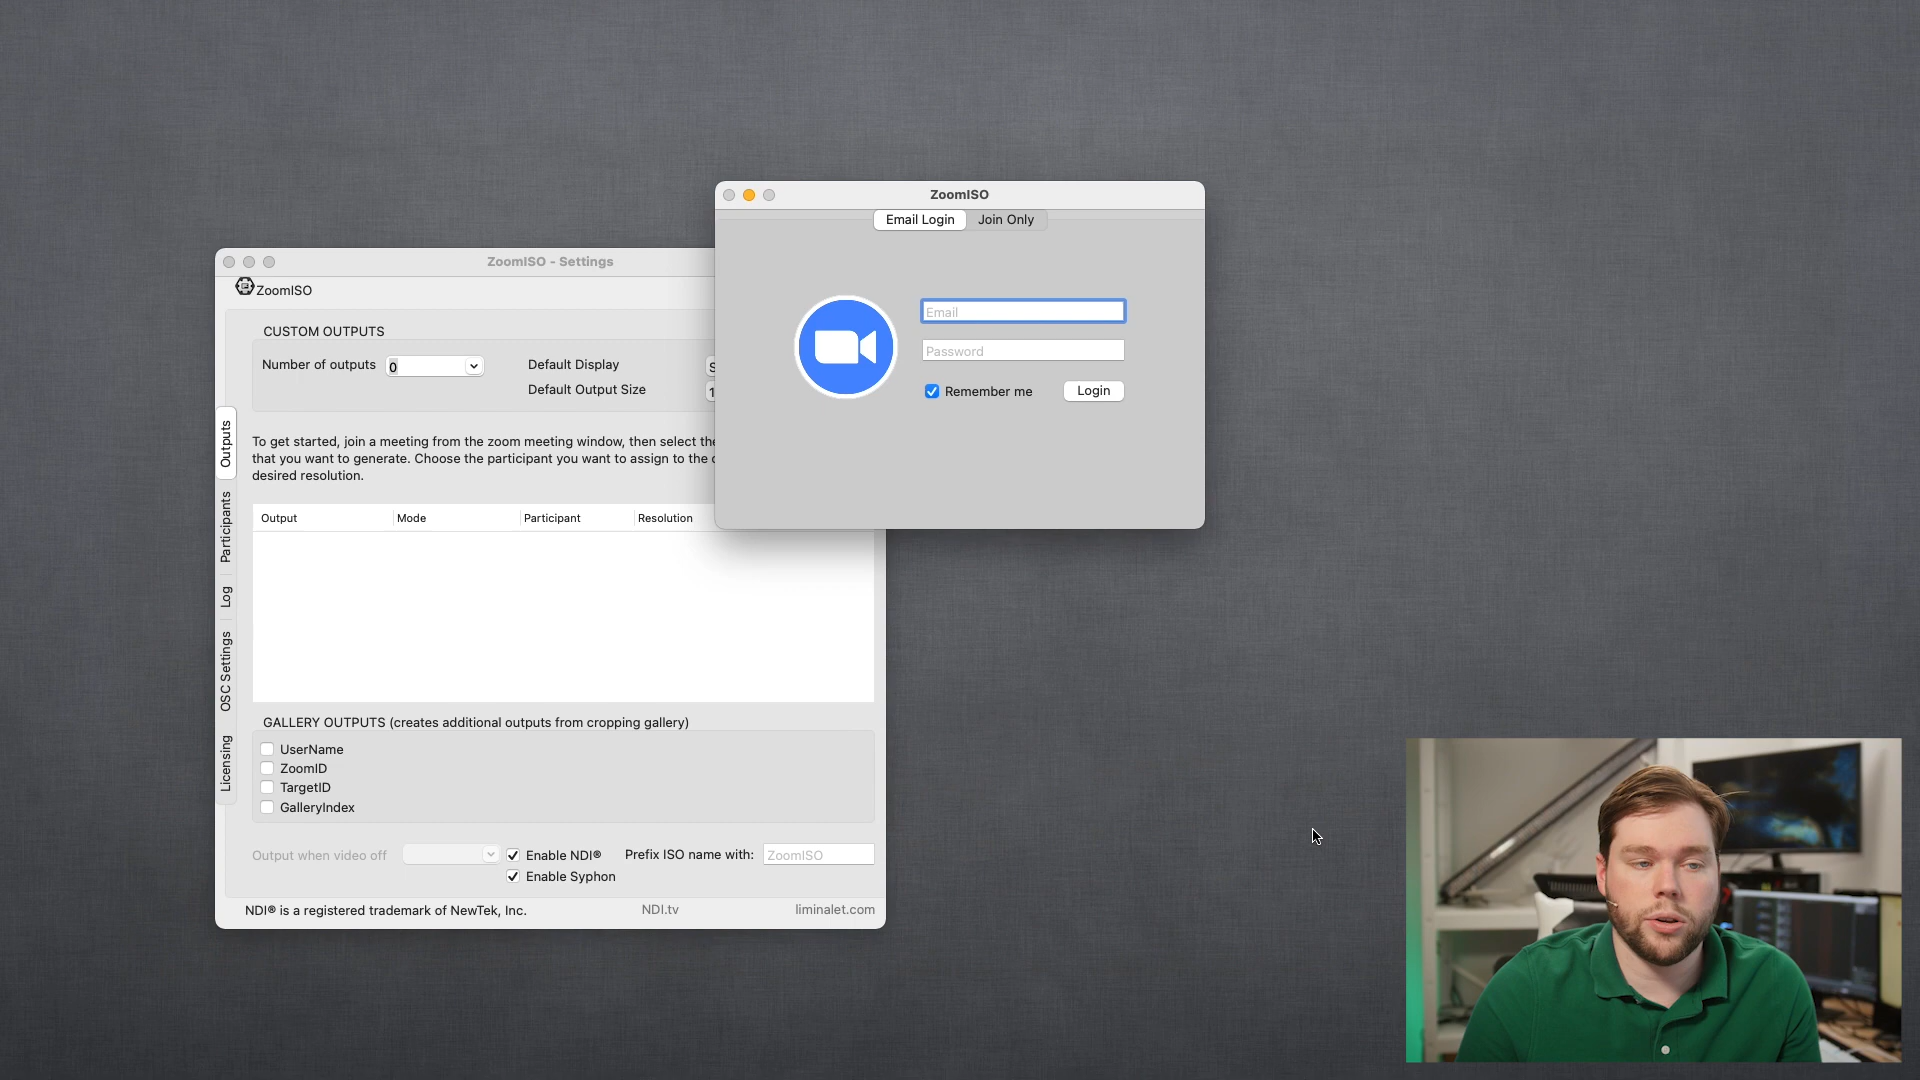 ZoomISO
Email Login
Join Only
Email
Password
Remember me
Login
ZoomISO - Settings
ZoomISO
CUSTOM OUTPUTS
Number of outputs
0
Default Display
S
Default Output Size
1
To get started, join a meeting from the zoom meeting window, then select the
that you want to generate. Choose the participant you want to assign to the
desired resolution.
Outputs
Participants
Log
OSC Settings
Licensing
Output
Mode
Participant
Resolution
GALLERY OUTPUTS (creates additional outputs from cropping gallery)
UserName
ZoomID
TargetID
GalleryIndex
Output when video off
Enable NDI®
Prefix ISO name with:
ZoomISO
Enable Syphon
NDI® is a registered trademark of NewTek, Inc.
NDI.tv
liminalet.com